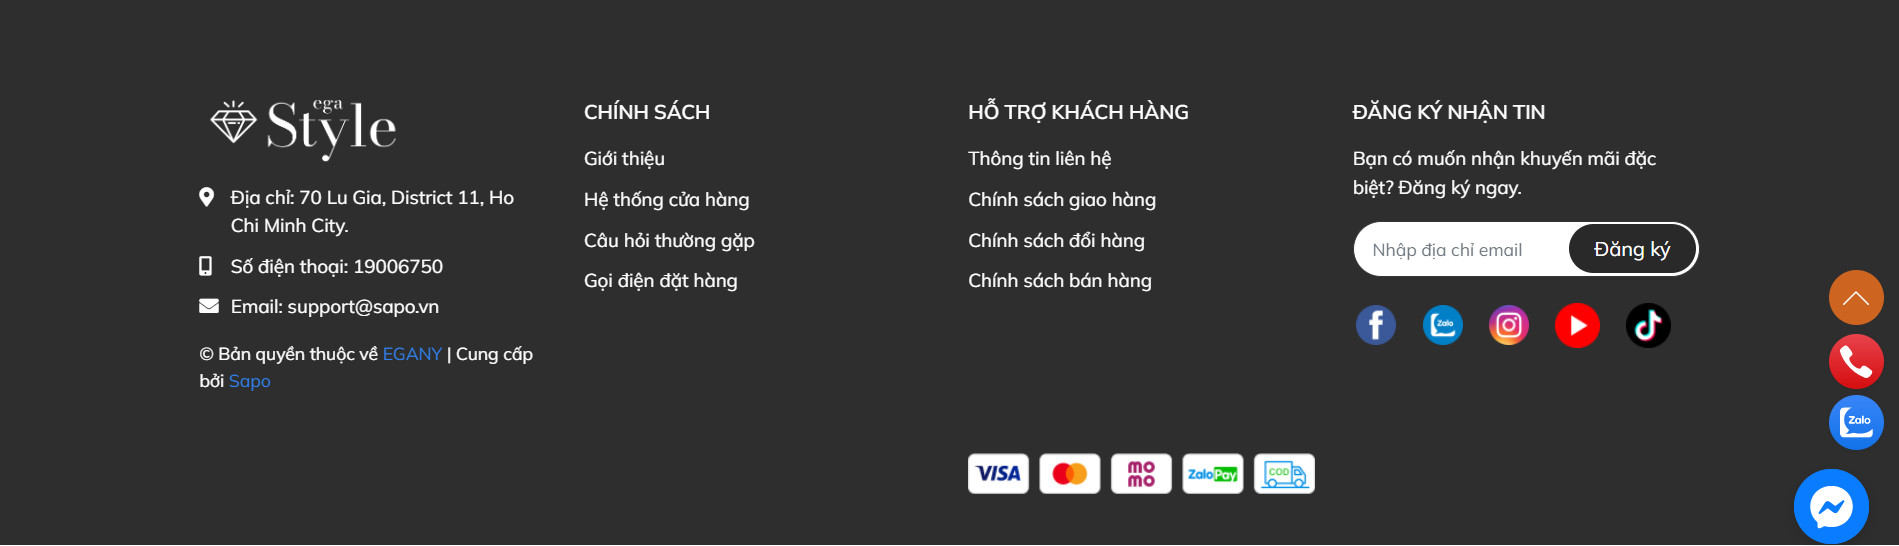 ega
Style
Địa chỉ: 70 Lu Gia, District 11, Ho
Chi Minh City.
Số điện thoại: 19006750
Email: support@sapo.vn
© Bản quyền thuộc về EGANY | Cung cấp
bởi Sapo
CHÍNH SÁCH
Giới thiệu
Hệ thống cửa hàng
Câu hỏi thường gặp
Gọi điện đặt hàng
HỖ TRỢ KHÁCH HÀNG
Thông tin liên hệ
Chính sách giao hàng
Chính sách đổi hàng
Chính sách bán hàng
VISA
mo
mo
Zalo Pay
COD
ĐĂNG KÝ NHẬN TIN
Bạn có muốn nhận khuyến mãi đặc
biệt? Đăng ký ngay.
Nhập địa chỉ email
Đăng ký
Zalo
Zalo